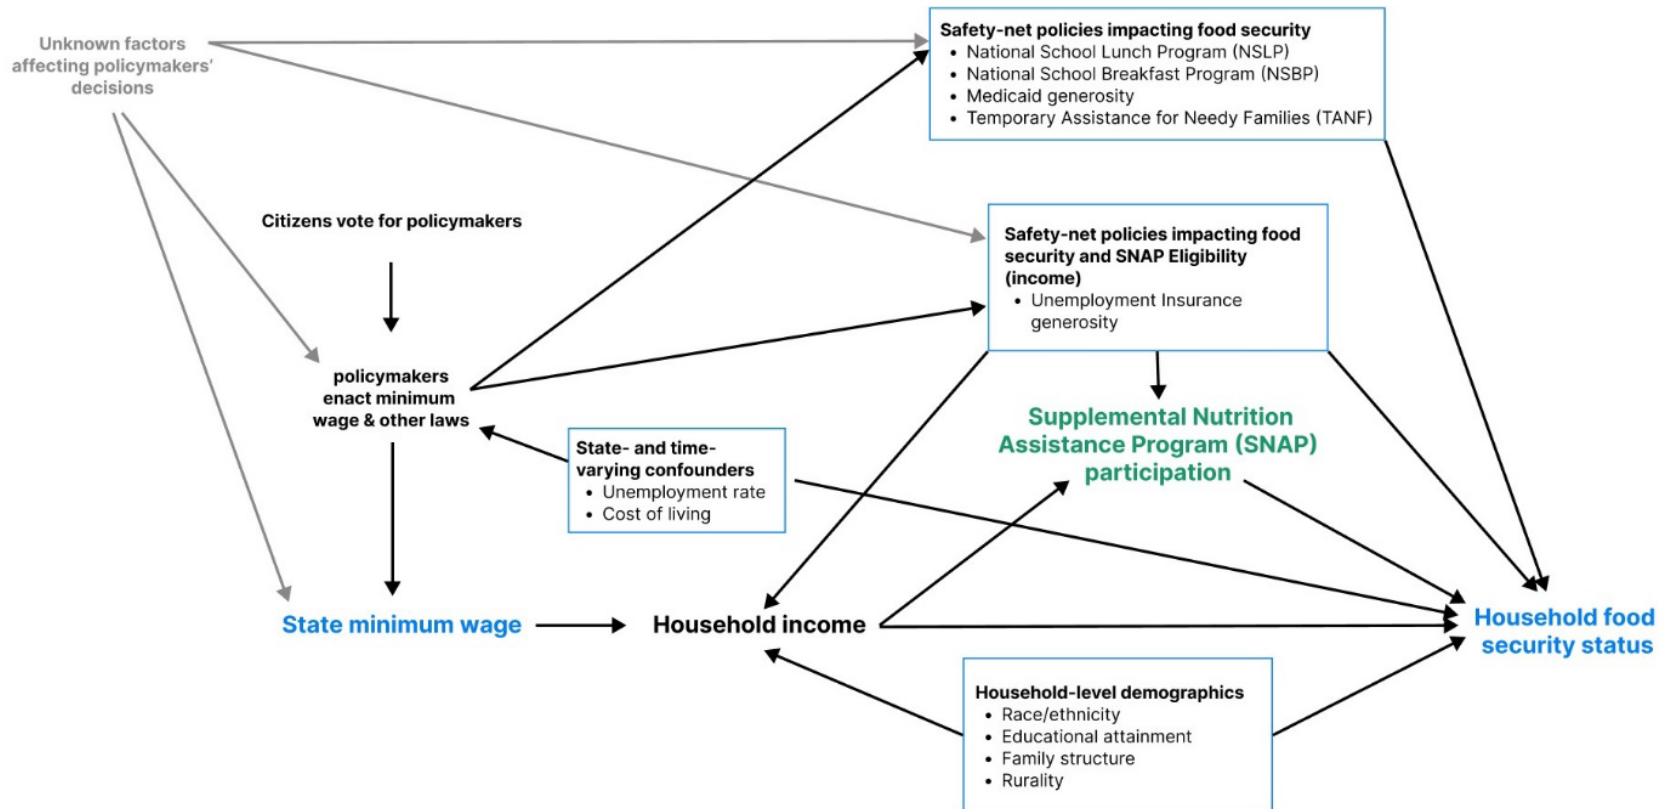 Unknown factors
affecting policymakers'
decisions
Safety-net policies impacting food security
• National School Lunch Program (NSLP)
• National School Breakfast Program (NSBP)
• Medicaid generosity
• Temporary Assistance for Needy Families (TANF)
Citizens vote for policymakers
Safety-net policies impacting food
security and SNAP Eligibility
(income)
• Unemployment Insurance
generosity
policymakers
enact minimum
wage & other laws
State- and time-
varying confounders
• Unemployment rate
• Cost of living
Supplemental Nutrition
Assistance Program (SNAP)
participation
State minimum wage
Household income
Household food
security status
Household-level demographics
• Race/ethnicity
• Educational attainment
• Family structure
• Rurality